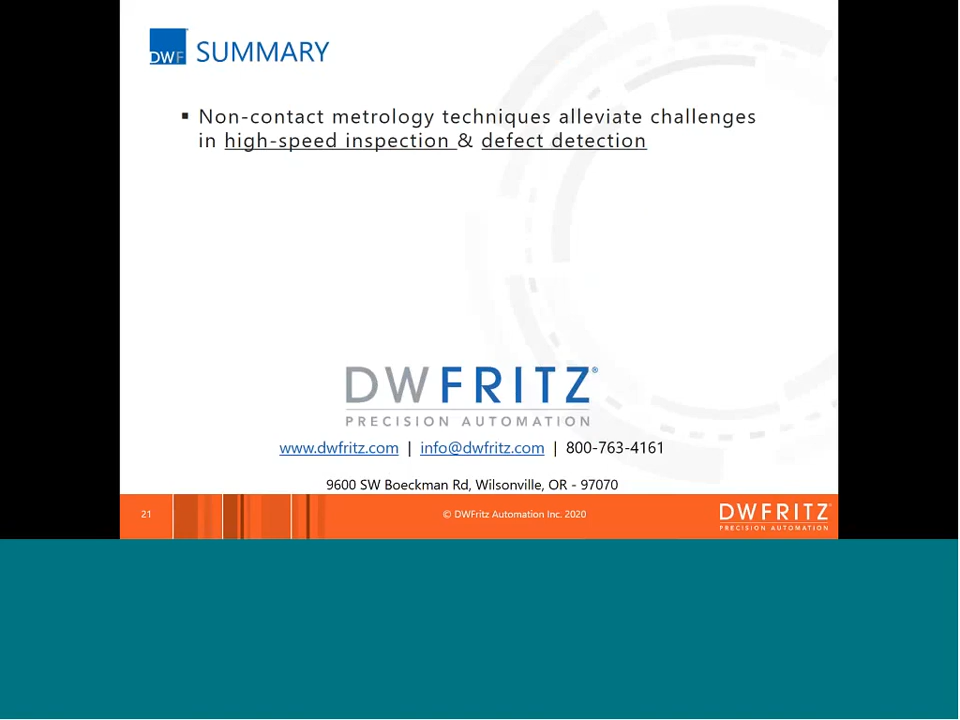 DWF SUMMARY
▪ Non-contact metrology techniques alleviate challenges
in high-speed inspection & defect detection
DWFRITZ®
PRECISION AUTOMATION
www.dwfritz.com | info@dwfritz.com | 800-763-4161
9600 SW Boeckman Rd, Wilsonville, OR - 97070
21
© DWFritz Automation Inc. 2020
DWFRITZ®
PRECISION AUTOMATION